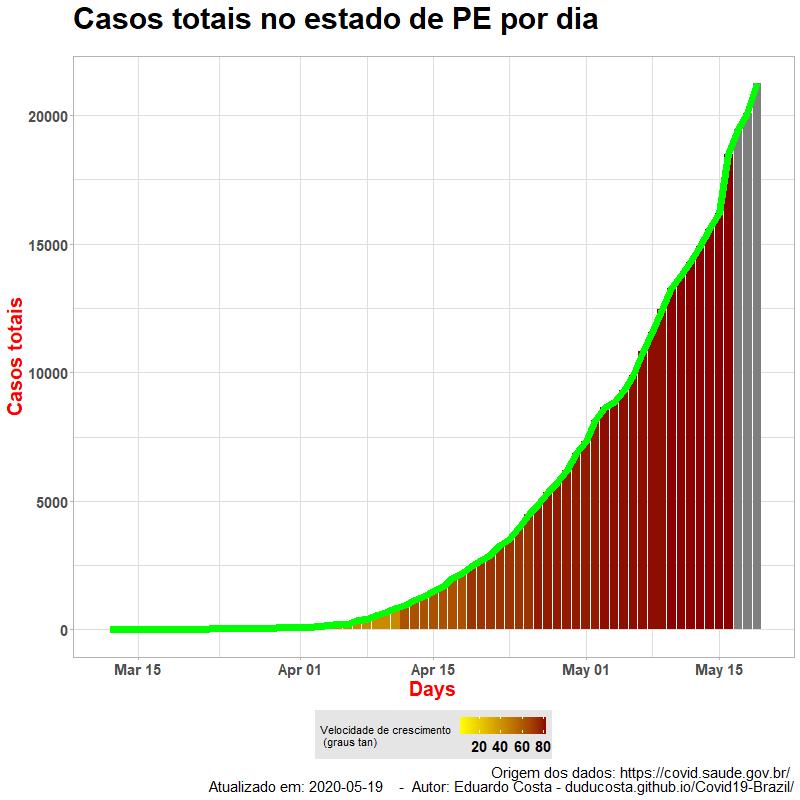 Casos totais no estado de PE por dia
Casos totais
20000
15000
10000
5000
0
Mar 15 Apr 01 Apr 15 May 01 May 15
Days
Velocidade de crescimento
(graus tan)
20 40 60 80
Origem dos dados: https://covid.saude.gov.br/
Atualizado em: 2020-05-19 - Autor: Eduardo Costa - duducosta.github.io/Covid19-Brazil/